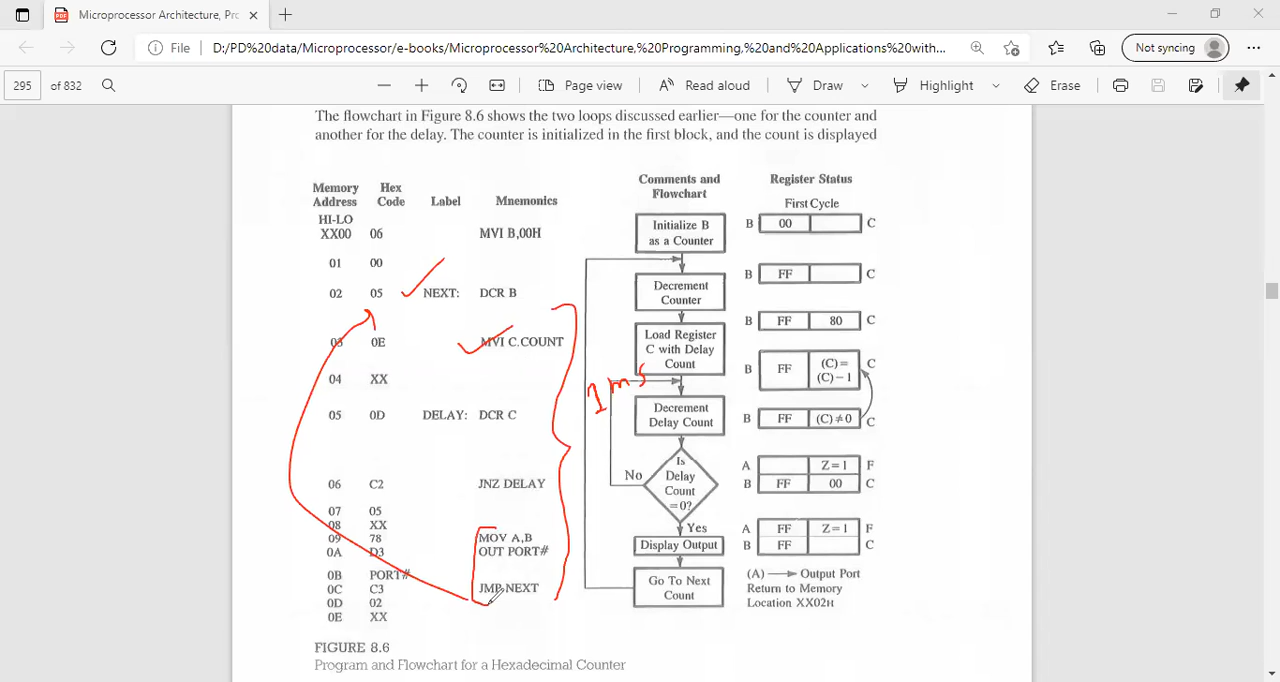 Microprocessor Architecture, Pro
Not syncing
File D:/PD%20data/Microprocessor/e-books/Microprocessor%20Architecture,%20Programming,%20and%20Applications%20with...
295 of 832
Page view
Read aloud
Draw
Highlight
Erase
The flowchart in Figure 8.6 shows the two loops discussed earlier—one for the counter and
another for the delay. The counter is initialized in the first block, and the count is displayed
Memory Address Hex Code Label Mnemonics Comments and Flowchart Register Status
HI-LO
First Cycle
XX00 06 MVI B,00H
Initialize B
as a Counter
B 00 C
01 00
02 05 NEXT: DCR B
Decrement
Counter
B FF C
03 0E MVI C.COUNT
Load Register
C with Delay
Count
B FF 80 C
04 XX
B FF (C)=
(C)−1 C
1ms
05 0D DELAY: DCR C
Decrement
Delay Count
B FF (C)≠0 C
06 C2 JNZ DELAY
Is
Delay
Count
=0?
No
Yes
A Z=1 F
B FF 00 C
07 05
08 XX
09 78 MOV A,B
0A D3 OUT PORT#
Display Output
A FF Z=1 F
B FF C
0B PORT#
0C C3 JMP NEXT
0D 02
0E XX
Go To Next
Count
(A) → Output Port
Return to Memory
Location XX02H
FIGURE 8.6
Program and Flowchart for a Hexadecimal Counter